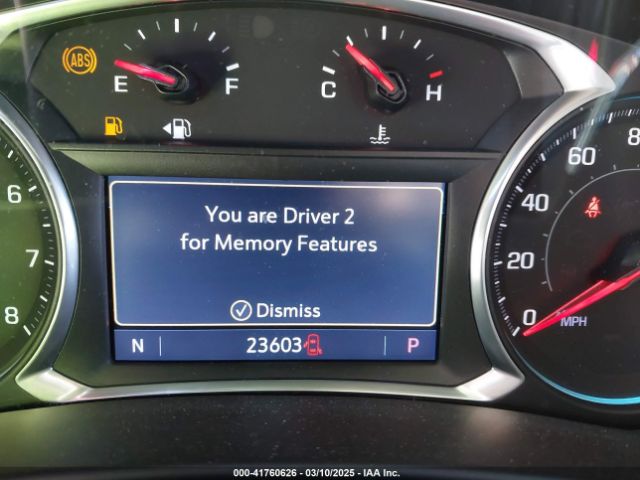 ABS
E F
C H
6
7
8
You are Driver 2
for Memory Features
Dismiss
N 23603 P
80
60
40
20
0
MPH
000-41760626 - 03/10/2025 - IAA Inc.